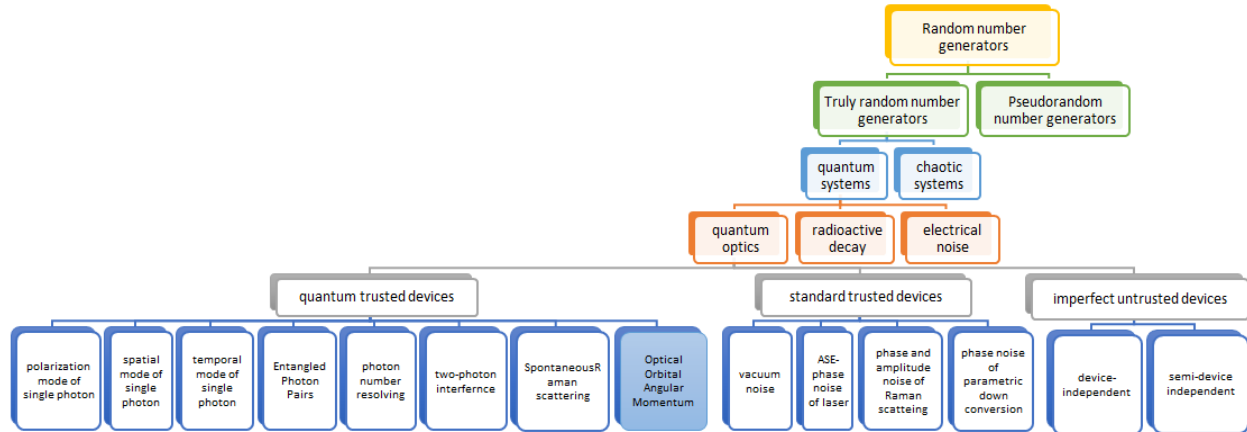 Random number
generators
Truly random number
generators
Pseudorandom
number generators
quantum
systems
chaotic
systems
quantum
optics
radioactive
decay
electrical
noise
quantum trusted devices
standard trusted devices
imperfect untrusted devices
polarization
mode of
single photon
spatial
mode of
single
photon
temporal
mode of
single
photon
Entangled
Photon
Pairs
photon
number
resolving
two-photon
interfernce
SpontaneousR
aman
scattering
Optical
Orbital
Angular
Momentum
vacuum
noise
ASE-
phase
noise
of laser
phase and
amplitude
noise of
Raman
scatteing
phase noise
of
parametric
down
conversion
device-
independent
semi-device
independent